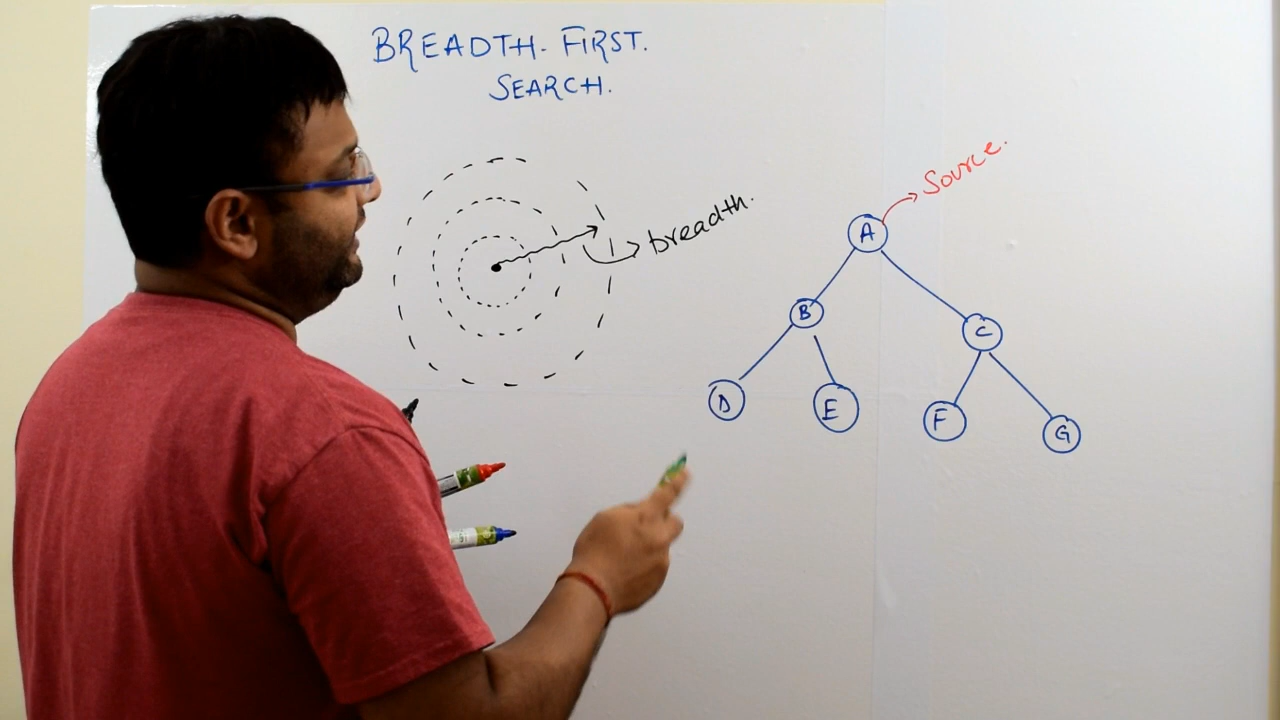 BREADTH-FIRST.
SEARCH.
breadth.
Source.
A
B
C
D
E
F
G